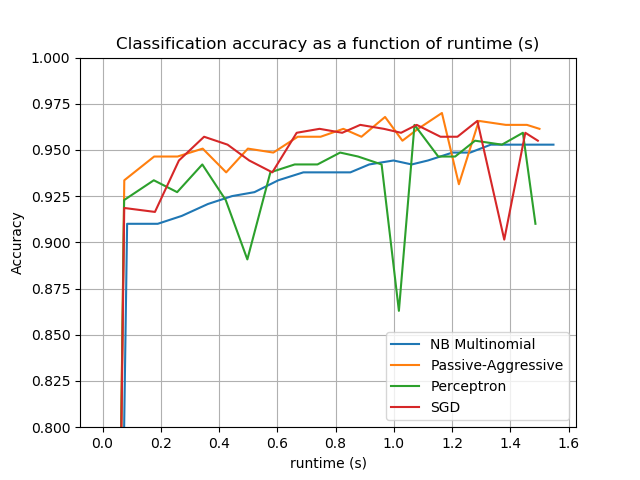 Classification accuracy as a function of runtime (s)
1.000
0.975
0.950
0.925
0.900
0.875
0.850
0.825
0.800
Accuracy
NB Multinomial
Passive-Aggressive
Perceptron
SGD
0.0 0.2 0.4 0.6 0.8 1.0 1.2 1.4 1.6
runtime (s)